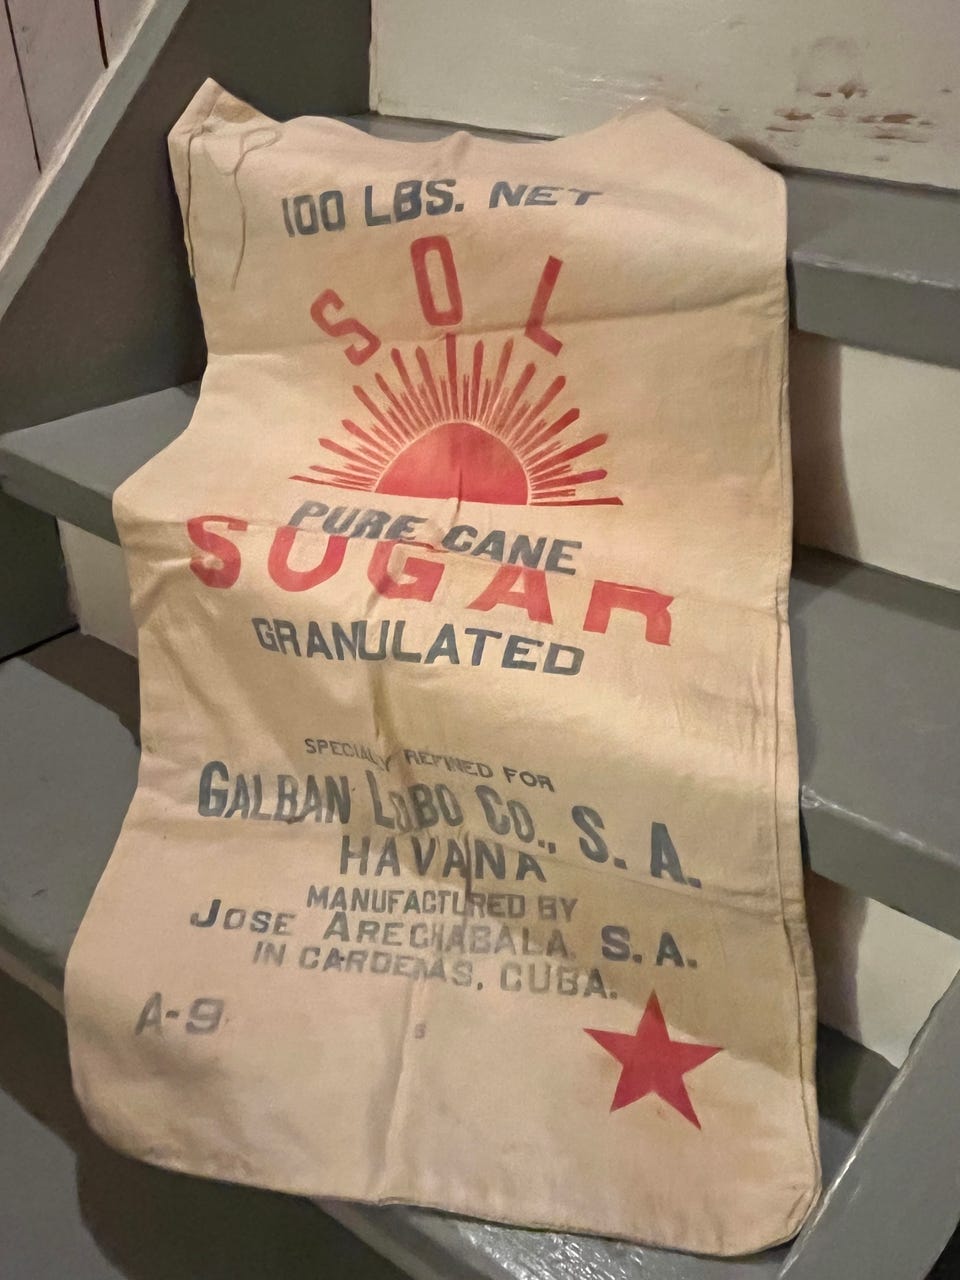 100 LBS. NET
SOL
PURE CANE
SUGAR
GRANULATED
SPECIALY REFINED FOR
GALBAN LOBO CO., S. A.
HAVANA
MANUFACTURED BY
JOSE ARECHABALA, S. A.
IN CARDENAS, CUBA.
A-9